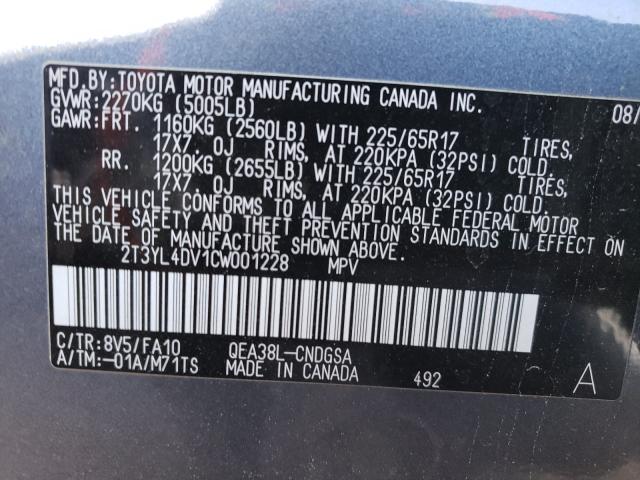 MFD.BY:TOYOTA MOTOR MANUFACTURING CANADA INC. 08/
GVWR:2270KG (5005LB)
GAWR:FRT. 1160KG (2560LB) WITH 225/65R17 TIRES,
17X7.0J RIMS, AT 220KPA (32PSI) COLD.
RR. 1200KG (2655LB) WITH 225/65R17 TIRES,
17X7.0J RIMS, AT 220KPA (32PSI) COLD.
THIS VEHICLE CONFORMS TO ALL APPLICABLE FEDERAL MOTOR
VEHICLE SAFETY AND THEFT PREVENTION STANDARDS IN EFFECT ON
THE DATE OF MANUFACTURE SHOWN ABOVE.
2T3YL4DV1CW001228 MPV
C/TR:8V5/FA10 QEA38L-CNDGSA
A/TM:-01A/M71TS MADE IN CANADA 492 A